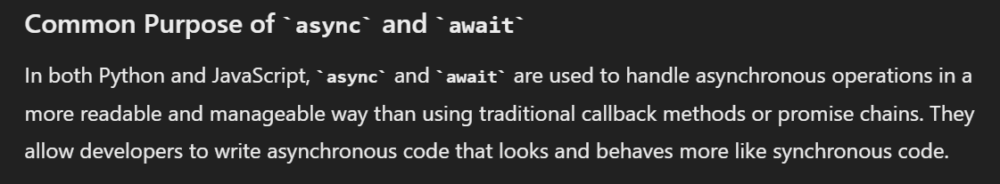 Common Purpose of `async` and `await`
In both Python and JavaScript, `async` and `await` are used to handle asynchronous operations in a
more readable and manageable way than using traditional callback methods or promise chains. They
allow developers to write asynchronous code that looks and behaves more like synchronous code.